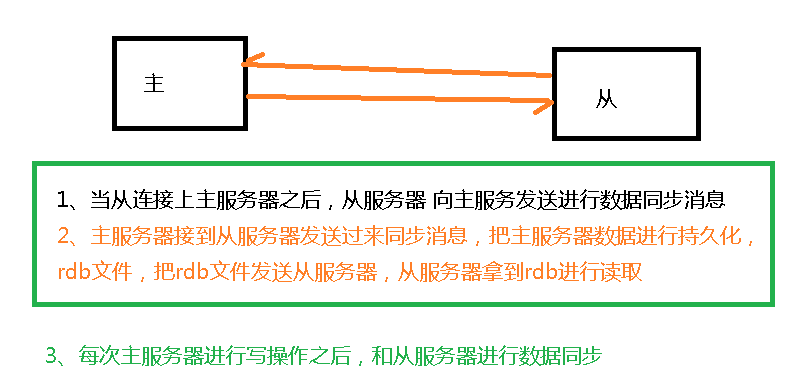 主
从
1、当从连接上主服务器之后，从服务器 向主服务发送进行数据同步消息
2、主服务器接到从服务器发送过来同步消息，把主服务器数据进行持久化，
rdb文件，把rdb文件发送从服务器，从服务器拿到rdb进行读取
3、每次主服务器进行写操作之后，和从服务器进行数据同步